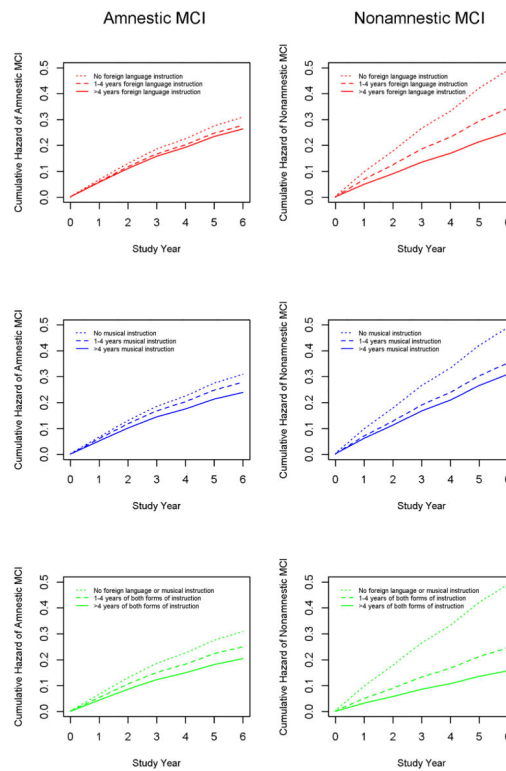 Amnestic MCI
Nonamnestic MCI
Cumulative Hazard of Amnestic MCI
0.0 0.1 0.2 0.3 0.4 0.5
No foreign language instruction
1-4 years foreign language instruction
>4 years foreign language instruction
0 1 2 3 4 5 6
Study Year
Cumulative Hazard of Nonamnestic MCI
0.0 0.1 0.2 0.3 0.4 0.5
No foreign language instruction
1-4 years foreign language instruction
>4 years foreign language instruction
0 1 2 3 4 5 6
Study Year
Cumulative Hazard of Amnestic MCI
0.0 0.1 0.2 0.3 0.4 0.5
No musical instruction
1-4 years musical instruction
>4 years musical instruction
0 1 2 3 4 5 6
Study Year
Cumulative Hazard of Nonamnestic MCI
0.0 0.1 0.2 0.3 0.4 0.5
No musical instruction
1-4 years musical instruction
>4 years musical instruction
0 1 2 3 4 5 6
Study Year
Cumulative Hazard of Amnestic MCI
0.0 0.1 0.2 0.3 0.4 0.5
No foreign language or musical instruction
1-4 years of both forms of instruction
>4 years of both forms of instruction
0 1 2 3 4 5 6
Study Year
Cumulative Hazard of Nonamnestic MCI
0.0 0.1 0.2 0.3 0.4 0.5
No foreign language or musical instruction
1-4 years of both forms of instruction
>4 years of both forms of instruction
0 1 2 3 4 5 6
Study Year